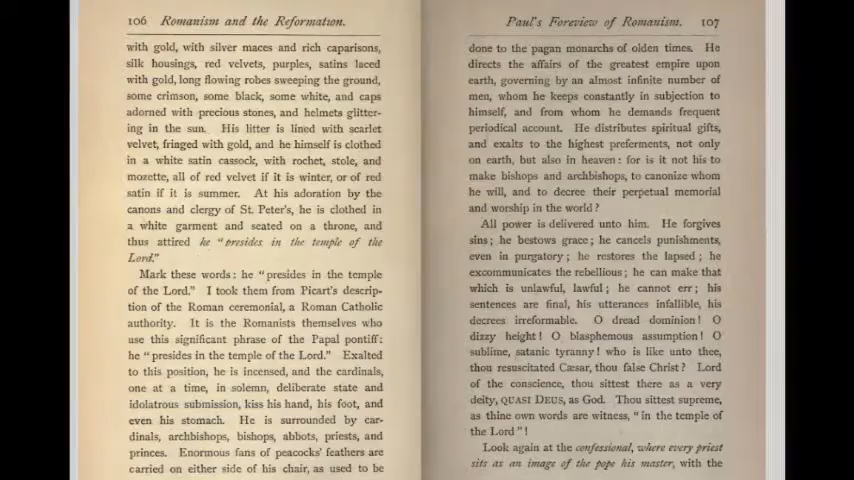 106 Romanism and the Reformation.
with gold, with silver maces and rich caparisons,
silk housings, red velvets, purples, satins laced
with gold, long flowing robes sweeping the ground,
some crimson, some black, some white, and caps
adorned with precious stones, and helmets glitter-
ing in the sun. His litter is lined with scarlet
velvet, fringed with gold, and he himself is clothed
in a white satin cassock, with rochet, stole, and
mozette, all of red velvet if it is winter, or of red
satin if it is summer. At his adoration by the
canons and clergy of St. Peter's, he is clothed in
a white garment and seated on a throne, and
thus attired he "presides in the temple of the
Lord."
Mark these words: he "presides in the temple
of the Lord." I took them from Picart's descrip-
tion of the Roman ceremonial, a Roman Catholic
authority. It is the Romanists themselves who
use this significant phrase of the Papal pontiff:
he "presides in the temple of the Lord." Exalted
to this position, he is incensed, and the cardinals,
one at a time, in solemn, deliberate state and
idolatrous submission, kiss his hand, his foot, and
even his stomach. He is surrounded by car-
dinals, archbishops, bishops, abbots, priests, and
princes. Enormous fans of peacocks' feathers are
carried on either side of his chair, as used to be
Paul's Foreview of Romanism. 107
done to the pagan monarchs of olden times. He
directs the affairs of the greatest empire upon
earth, governing by an almost infinite number of
men, whom he keeps constantly in subjection to
himself, and from whom he demands frequent
periodical account. He distributes spiritual gifts,
and exalts to the highest preferments, not only
on earth, but also in heaven: for is it not his to
make bishops and archbishops, to canonize whom
he will, and to decree their perpetual memorial
and worship in the world?
All power is delivered unto him. He forgives
sins; he bestows grace; he cancels punishments,
even in purgatory; he restores the lapsed; he
excommunicates the rebellious; he can make that
which is unlawful, lawful; he cannot err; his
sentences are final, his utterances infallible, his
decrees irreformable. O dread dominion! O
dizzy height! O blasphemous assumption! O
sublime, satanic tyranny! who is like unto thee,
thou resuscitated Cæsar, thou false Christ? Lord
of the conscience, thou sittest there as a very
deity, QUASI DEUS, as God. Thou sittest supreme,
as thine own words are witness, "in the temple of
the Lord"!
Look again at the confessional, where every priest
sits as an image of the pope his master, with the